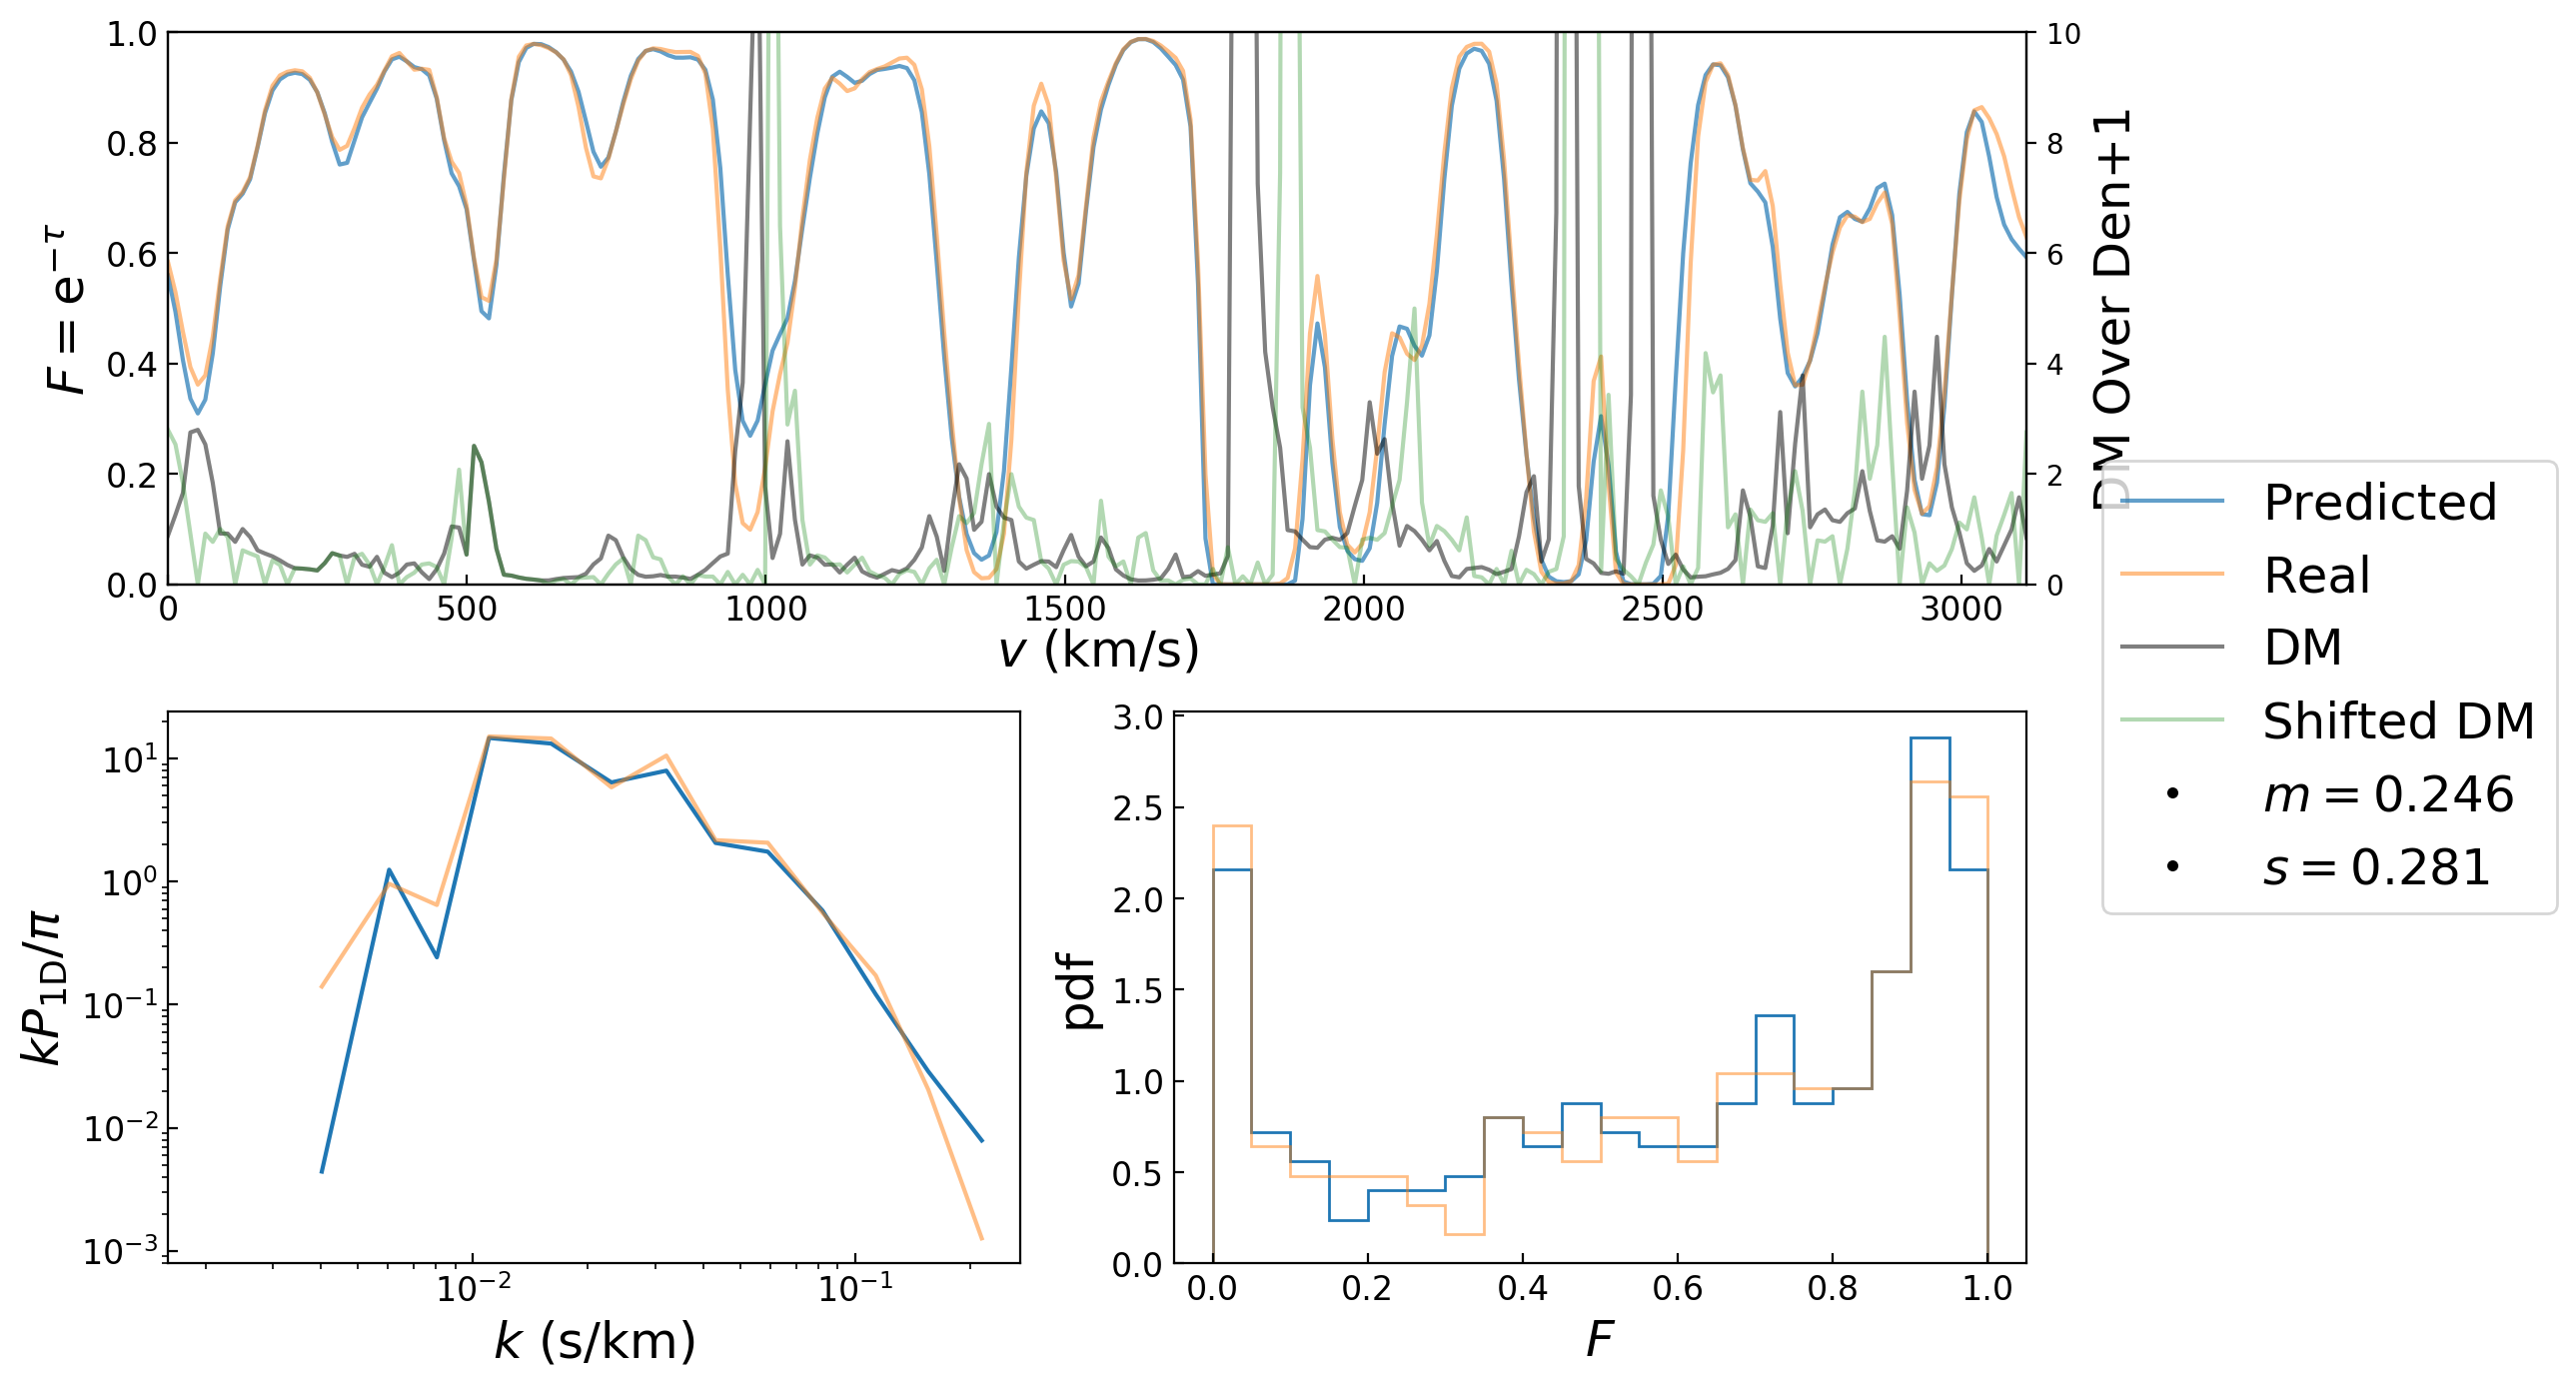 1.0
0.8
0.6
0.4
0.2
0.0
F = e^{−τ}
10
8
6
4
2
0
DM Over Den+1
0 500 1000 1500 2000 2500 3000
v (km/s)
Predicted
Real
DM
Shifted DM
m = 0.246
s = 0.281
10^1
10^0
10^{−1}
10^{−2}
10^{−3}
kP_{1D}/π
10^{−2} 10^{−1}
k (s/km)
3.0
2.5
2.0
1.5
1.0
0.5
0.0
pdf
0.0 0.2 0.4 0.6 0.8 1.0
F